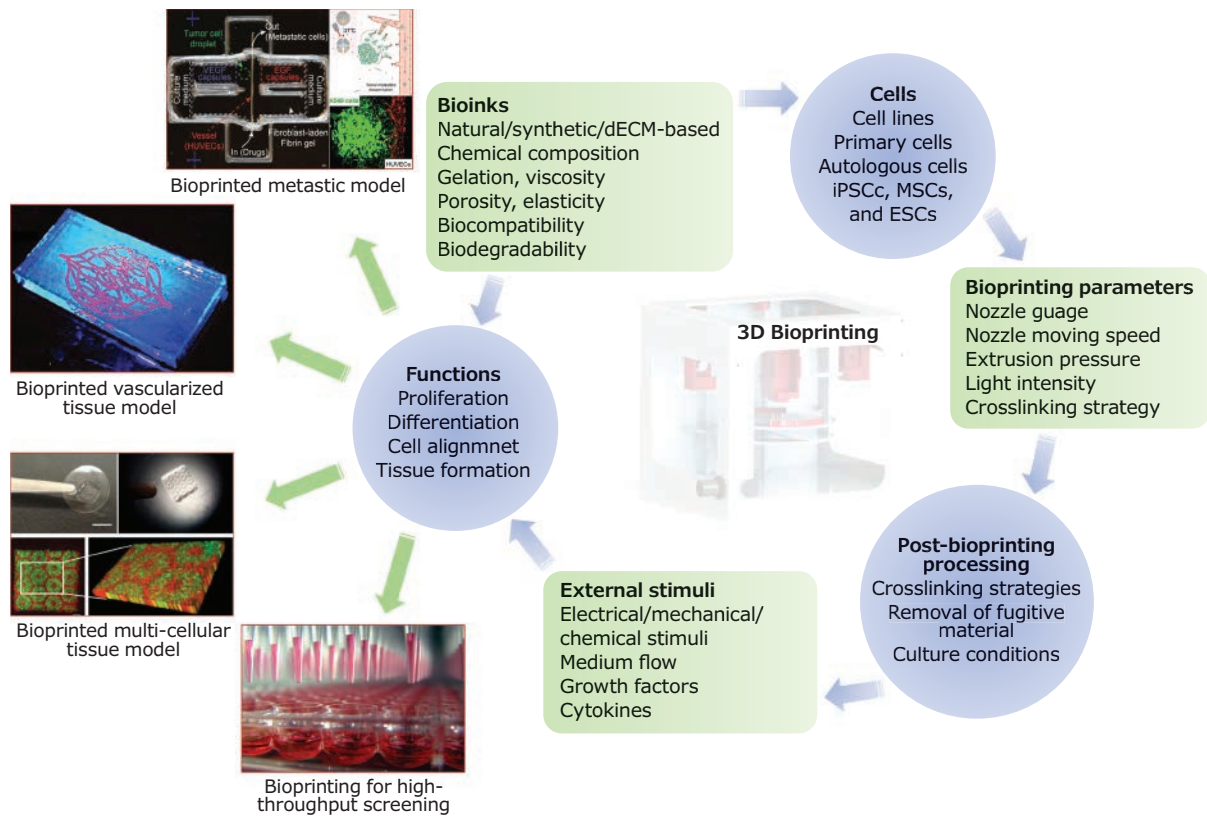 Tumor cell
droplet
Out
(Metastatic cells)
VEGF
capsules
EGF
capsules
Culture
medium
Culture
medium
Vessel
(HUVECs)
In (Drugs)
Fibroblast-laden
Fibrin gel
A549 cells
HUVECs
Bioprinted metastic model
Bioprinted vascularized
tissue model
Bioprinted multi-cellular
tissue model
Bioprinting for high-
throughput screening
Bioinks
Natural/synthetic/dECM-based
Chemical composition
Gelation, viscosity
Porosity, elasticity
Biocompatibility
Biodegradability
Cells
Cell lines
Primary cells
Autologous cells
iPSCc, MSCs,
and ESCs
Bioprinting parameters
Nozzle guage
Nozzle moving speed
Extrusion pressure
Light intensity
Crosslinking strategy
3D Bioprinting
Post-bioprinting
processing
Crosslinking strategies
Removal of fugitive
material
Culture conditions
External stimuli
Electrical/mechanical/
chemical stimuli
Medium flow
Growth factors
Cytokines
Functions
Proliferation
Differentiation
Cell alignmnet
Tissue formation